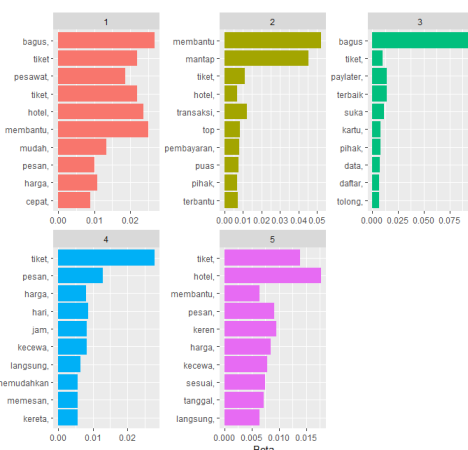 1
bagus,
tiket
pesawat,
tiket,
hotel,
membantu,
mudah,
pesan,
harga,
cepat,
0.00 0.01 0.02
2
membantu
mantap
tiket,
hotel,
transaksi,
top
pembayaran,
puas
pihak,
terbantu
0.00 0.01 0.02 0.03 0.04 0.05
3
bagus
tiket,
paylater,
terbaik
suka
kartu,
pihak,
data,
daftar,
tolong,
0.000 0.025 0.050 0.075
4
tiket,
pesan,
harga,
hari,
jam,
kecewa,
langsung,
memudahkan
memesan,
kereta,
0.00 0.01 0.02
5
tiket,
hotel,
membantu,
pesan,
keren
harga,
kecewa,
sesuai,
tanggal,
langsung,
0.000 0.005 0.010 0.015
Beta